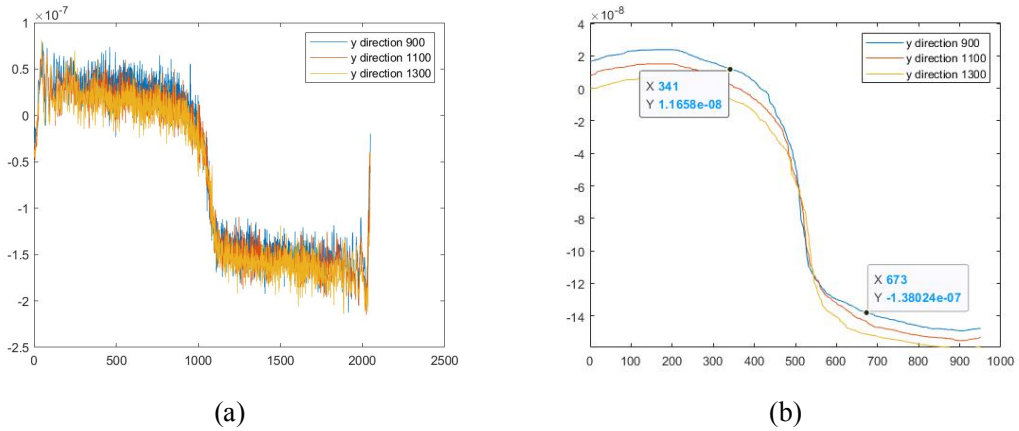 ×10⁻⁷
1
0.5
0
-0.5
-1
-1.5
-2
-2.5
0 500 1000 1500 2000 2500
y direction 900
y direction 1100
y direction 1300
(a)
×10⁻⁸
4
2
0
-2
-4
-6
-8
-10
-12
-14
0 100 200 300 400 500 600 700 800 900 1000
y direction 900
y direction 1100
y direction 1300
X 341
Y 1.1658e-08
X 673
Y -1.38024e-07
(b)